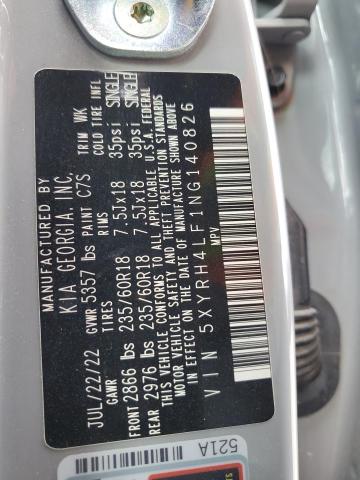 MANUFACTURED BY
KIA GEORGIA, INC.
JUL/22/22 GVWR 5357 lbs PAINT C7S TRIM WK
GAWR TIRES RIMS COLD TIRE INFL
FRONT 2866 lbs 235/60R18 7.5Jx18 35psi SINGLE
REAR 2976 lbs 235/60R18 7.5Jx18 35psi SINGLE
THIS VEHICLE CONFORMS TO ALL APPLICABLE U.S.A. FEDERAL
MOTOR VEHICLE SAFETY AND THEFT PREVENTION STANDARDS
IN EFFECT ON THE DATE OF MANUFACTURE SHOWN ABOVE
VIN 5XYRH4LF1NG140826
MPV
521A